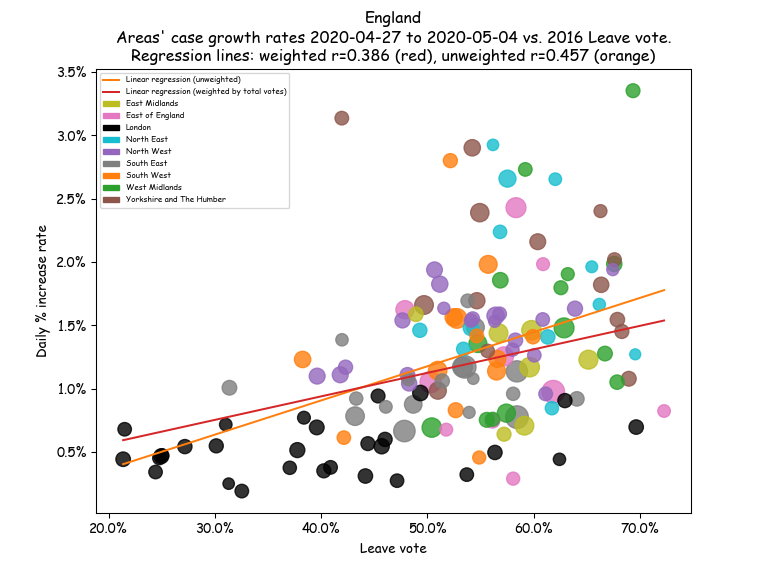 England
Areas' case growth rates 2020-04-27 to 2020-05-04 vs. 2016 Leave vote.
Regression lines: weighted r=0.386 (red), unweighted r=0.457 (orange)
Linear regression (unweighted)
Linear regression (weighted by total votes)
East Midlands
East of England
London
North East
North West
South East
South West
West Midlands
Yorkshire and The Humber
3.5%
3.0%
2.5%
2.0%
1.5%
1.0%
0.5%
Daily % increase rate
20.0% 30.0% 40.0% 50.0% 60.0% 70.0%
Leave vote